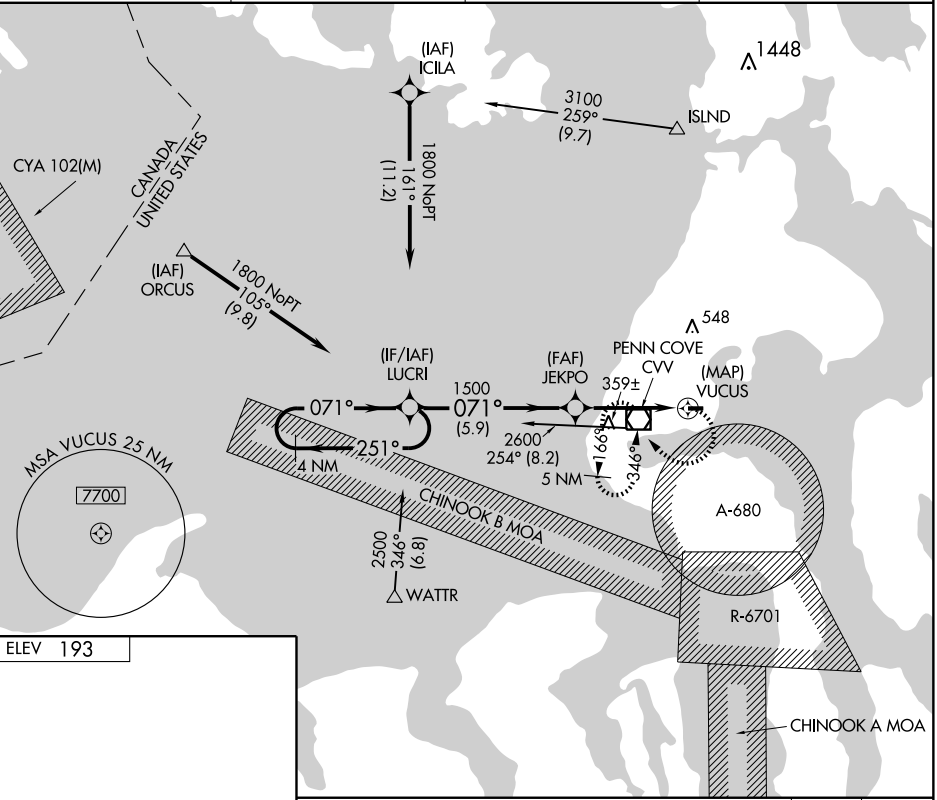 (IAF)
ICILA
1448
3100
259°
(9.7)
ISLND
CYA 102(M)
CANADA
UNITED STATES
1800 NoPT
161°
(11.2)
(IAF)
ORCUS
1800 NoPT
105°
(9.8)
548
PENN COVE
CVV
(IF/IAF)
LUCRI
(FAF)
JEKPO
(MAP)
VUCUS
1500
359±
071°
071°
(5.9)
2600
254° (8.2)
166°
346°
251°
4 NM
5 NM
MSA VUCUS 25 NM
7700
CHINOOK B MOA
A-680
2500
346°
(6.8)
WATTR
R-6701
ELEV 193
CHINOOK A MOA